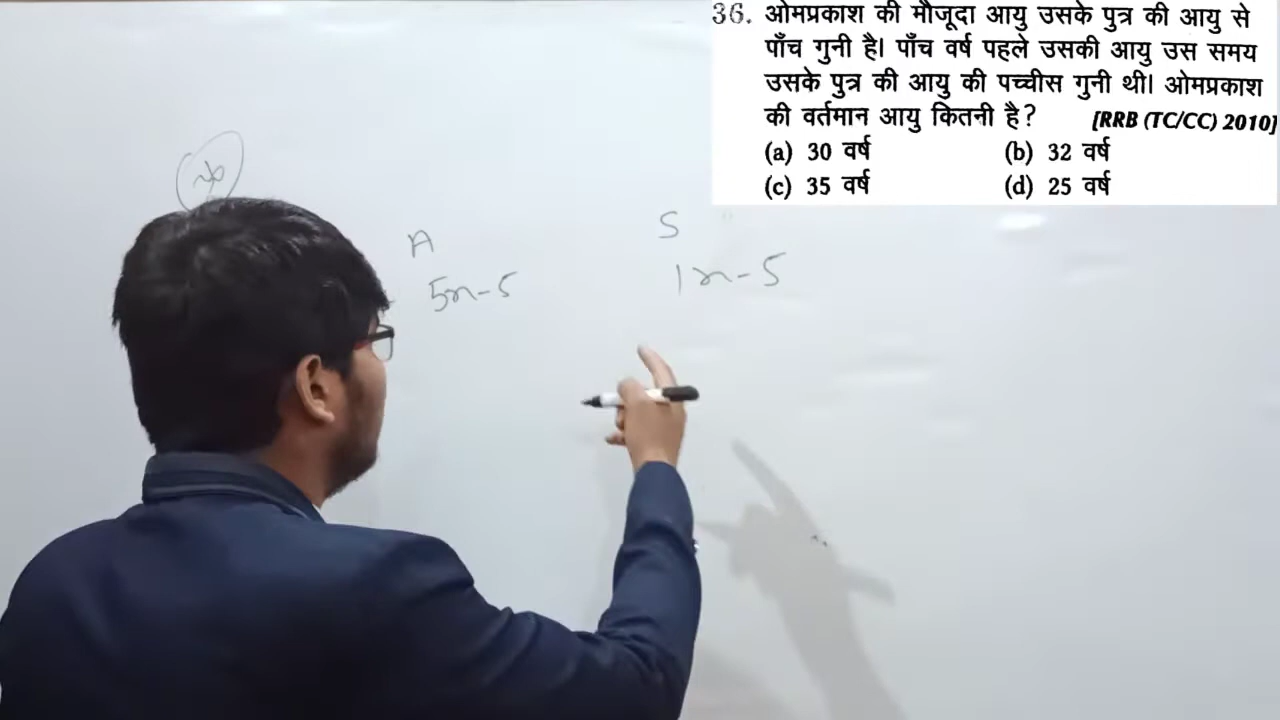 36. ओमप्रकाश की मौजूदा आयु उसके पुत्र की आयु से
पाँच गुनी है। पाँच वर्ष पहले उसकी आयु उस समय
उसके पुत्र की आयु की पच्चीस गुनी थी। ओमप्रकाश
की वर्तमान आयु कितनी है? [RRB (TC/CC) 2010]
(a) 30 वर्ष (b) 32 वर्ष
(c) 35 वर्ष (d) 25 वर्ष
A S
5x-5 1x-5